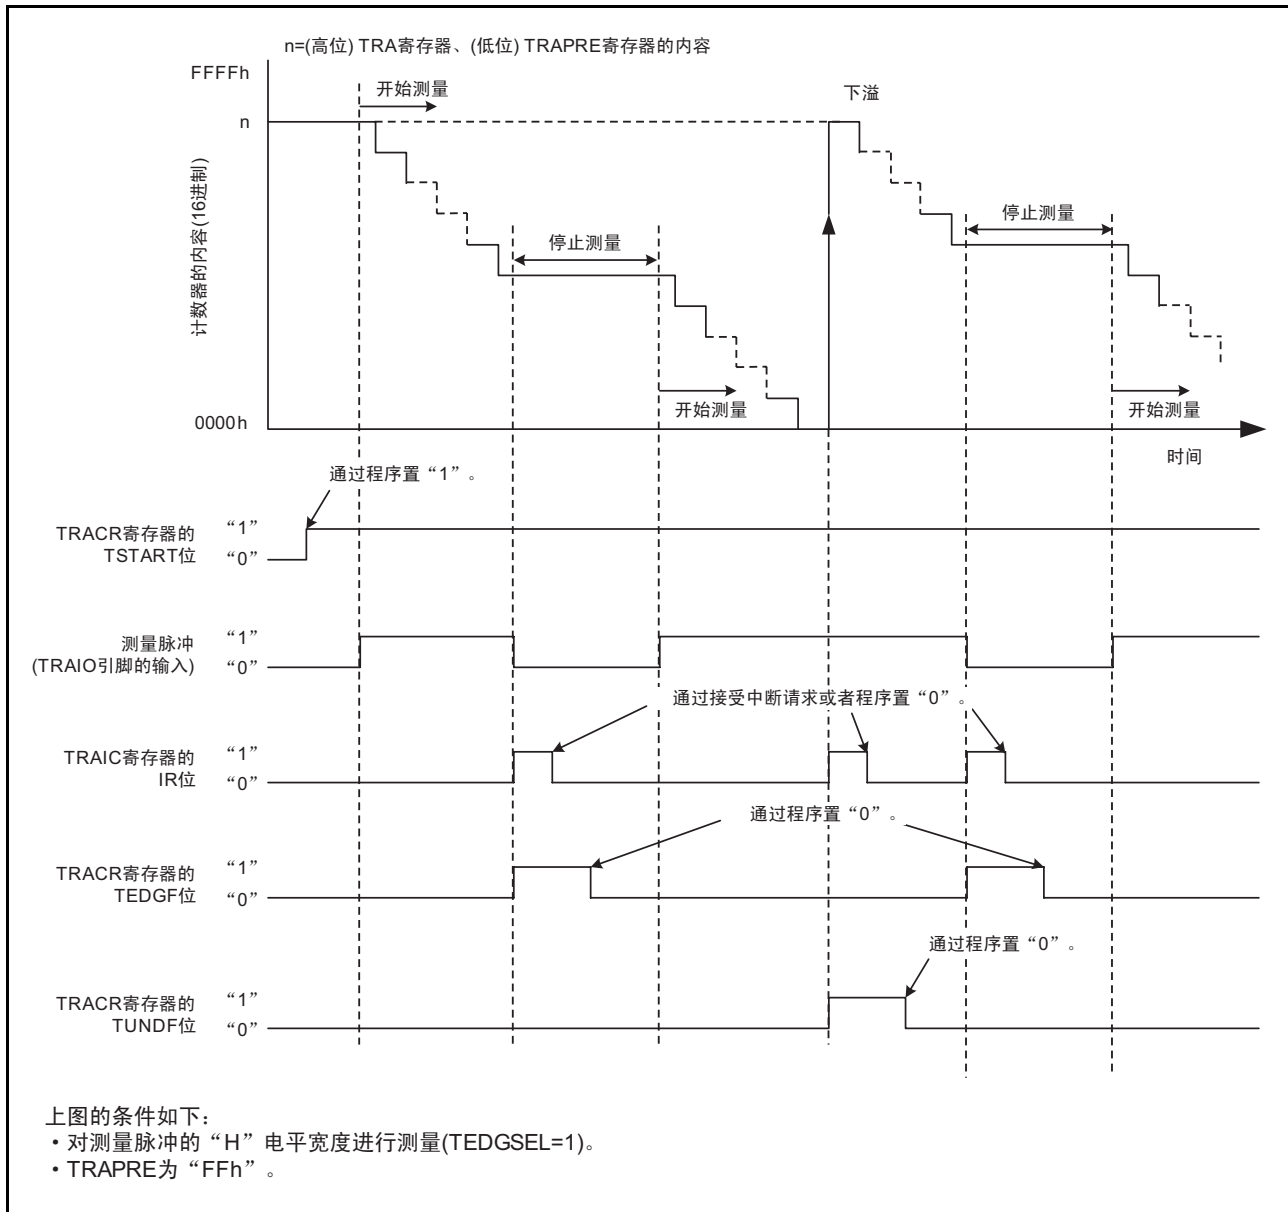 n=(高位) TRA寄存器、(低位) TRAPRE寄存器的内容
FFFFh
开始测量
下溢
n
计数器的内容(16进制)
停止测量
停止测量
开始测量
开始测量
0000h
时间
通过程序置“1”。
TRACR寄存器的
TSTART位
“1”
“0”
测量脉冲
(TRAIO引脚的输入)
“1”
“0”
通过接受中断请求或者程序置“0”。
TRAIC寄存器的
IR位
“1”
“0”
通过程序置“0”。
TRACR寄存器的
TEDGF位
“1”
“0”
通过程序置“0”。
TRACR寄存器的
TUNDF位
“1”
“0”
上图的条件如下：
・对测量脉冲的“H”电平宽度进行测量(TEDGSEL=1)。
・TRAPRE为“FFh”。